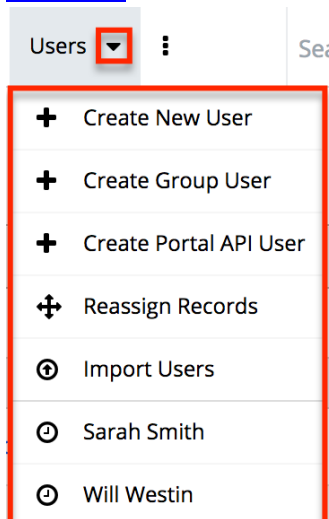 Users
Create New User
Create Group User
Create Portal API User
Reassign Records
Import Users
Sarah Smith
Will Westin